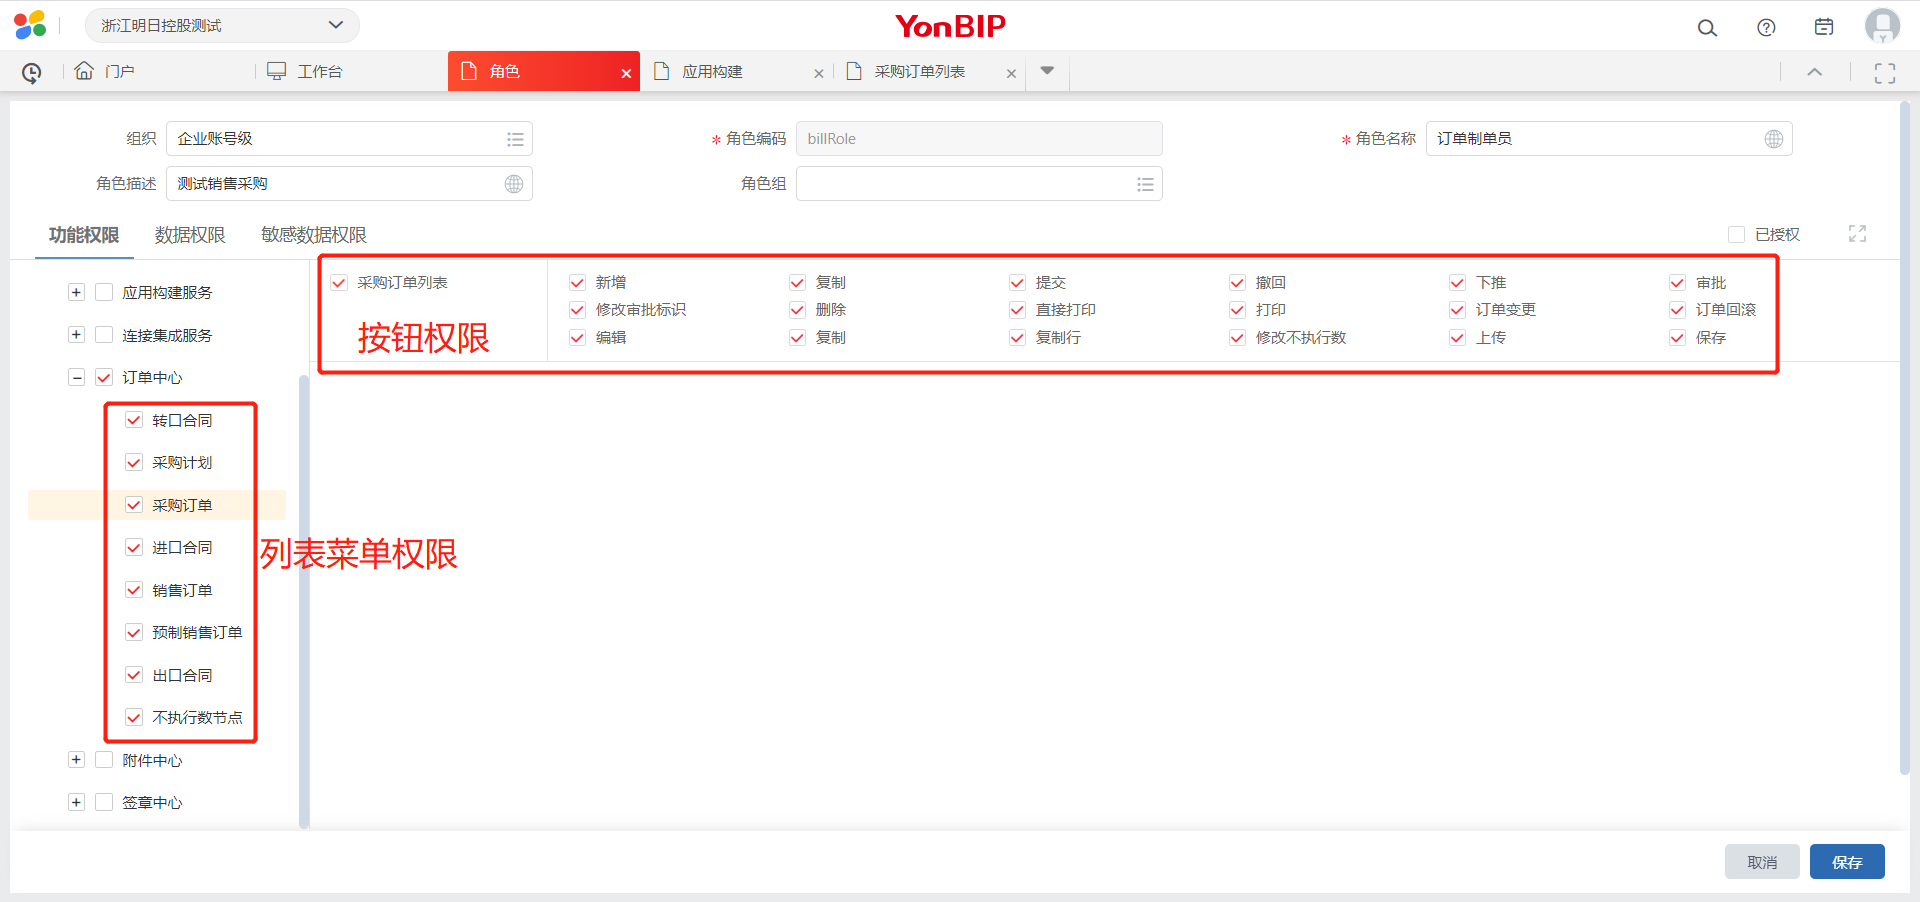 浙江明日控股测试
YonBIP
门户
工作台
角色
应用构建
采购订单列表
组织 企业账号级
* 角色编码 billRole
* 角色名称 订单制单员
角色描述 测试销售采购
角色组
功能权限 数据权限 敏感数据权限
已授权
采购订单列表 新增 复制 提交 撤回 下推 审批
修改审批标识 删除 直接打印 打印 订单变更 订单回滚
编辑 复制 复制行 修改不执行数 上传 保存
按钮权限
应用构建服务
连接集成服务
订单中心
转口合同
采购计划
采购订单
进口合同
列表菜单权限
销售订单
预制销售订单
出口合同
不执行数节点
附件中心
签章中心
取消 保存